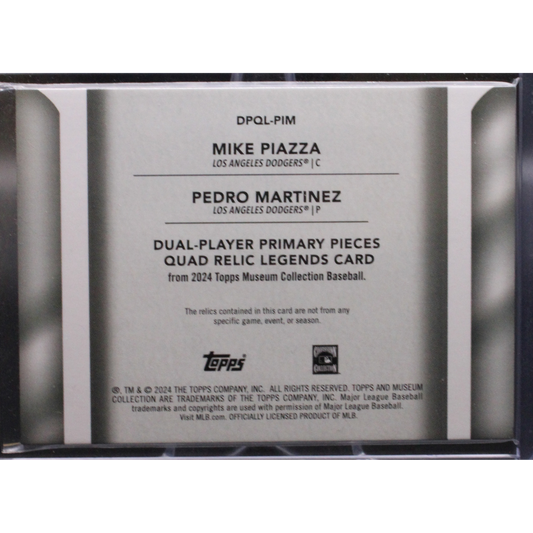 DPQL-PIM
MIKE PIAZZA
LOS ANGELES DODGERS® | C
PEDRO MARTINEZ
LOS ANGELES DODGERS® | P
DUAL-PLAYER PRIMARY PIECES
QUAD RELIC LEGENDS CARD
from 2024 Topps Museum Collection Baseball.
The relics contained in this card are not from any
specific game, event, or season.
topps
COOPERSTOWN
COLLECTION
®, TM & © 2024 THE TOPPS COMPANY, INC. ALL RIGHTS RESERVED. TOPPS AND MUSEUM
COLLECTION ARE TRADEMARKS OF THE TOPPS COMPANY, INC. Major League Baseball
trademarks and copyrights are used with permission of Major League Baseball.
Visit MLB.com. OFFICIALLY LICENSED PRODUCT OF MLB.